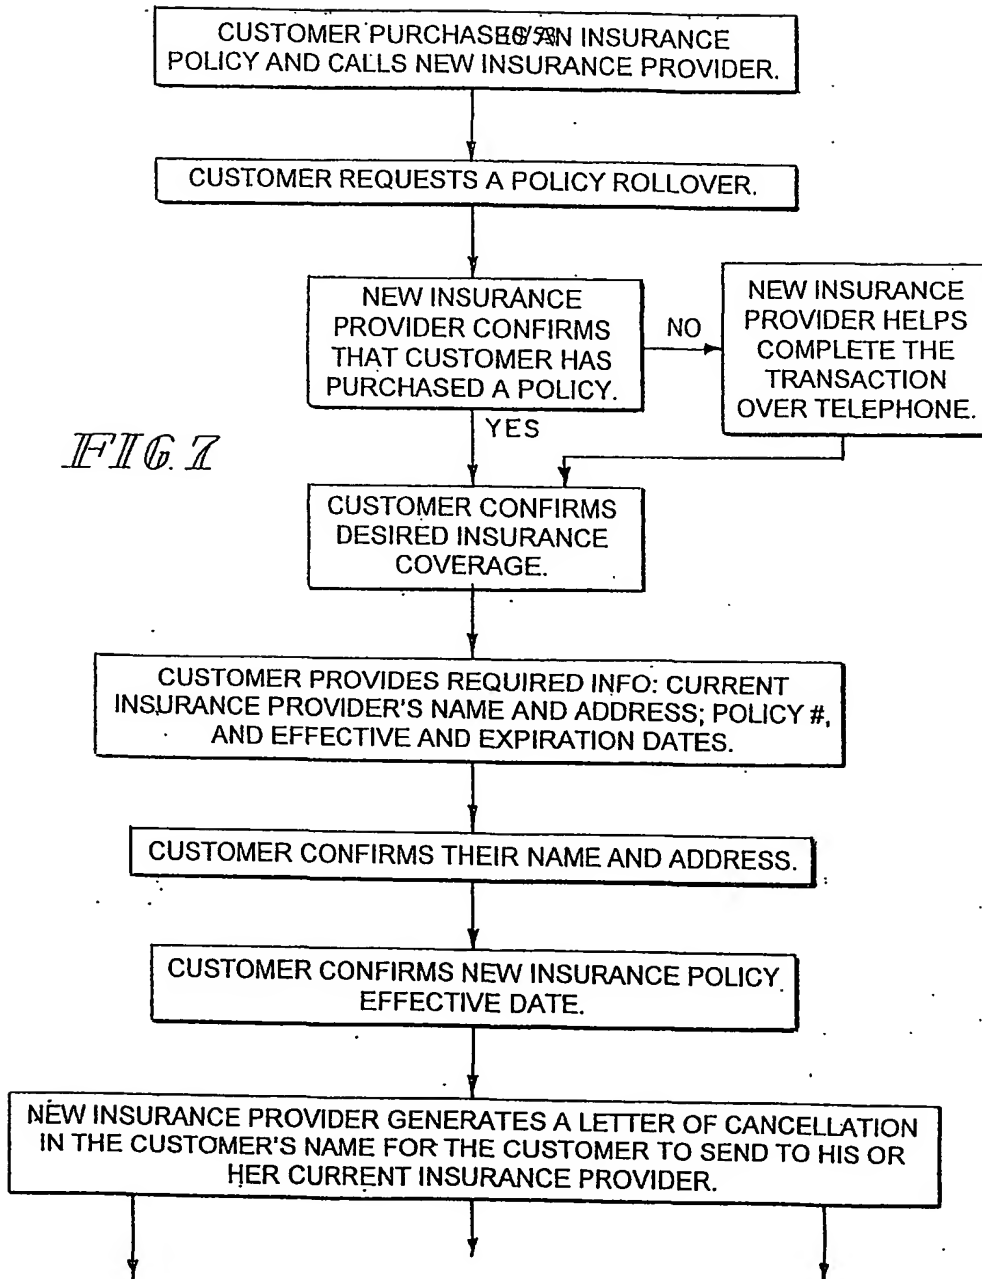 CUSTOMER PURCHASES AN INSURANCE
POLICY AND CALLS NEW INSURANCE PROVIDER.
CUSTOMER REQUESTS A POLICY ROLLOVER.
NEW INSURANCE
PROVIDER CONFIRMS
THAT CUSTOMER HAS
PURCHASED A POLICY.
NO
NEW INSURANCE
PROVIDER HELPS
COMPLETE THE
TRANSACTION
OVER TELEPHONE.
YES
FIG. 7
CUSTOMER CONFIRMS
DESIRED INSURANCE
COVERAGE.
CUSTOMER PROVIDES REQUIRED INFO: CURRENT
INSURANCE PROVIDER'S NAME AND ADDRESS; POLICY #,
AND EFFECTIVE AND EXPIRATION DATES.
CUSTOMER CONFIRMS THEIR NAME AND ADDRESS.
CUSTOMER CONFIRMS NEW INSURANCE POLICY
EFFECTIVE DATE.
NEW INSURANCE PROVIDER GENERATES A LETTER OF CANCELLATION
IN THE CUSTOMER'S NAME FOR THE CUSTOMER TO SEND TO HIS OR
HER CURRENT INSURANCE PROVIDER.